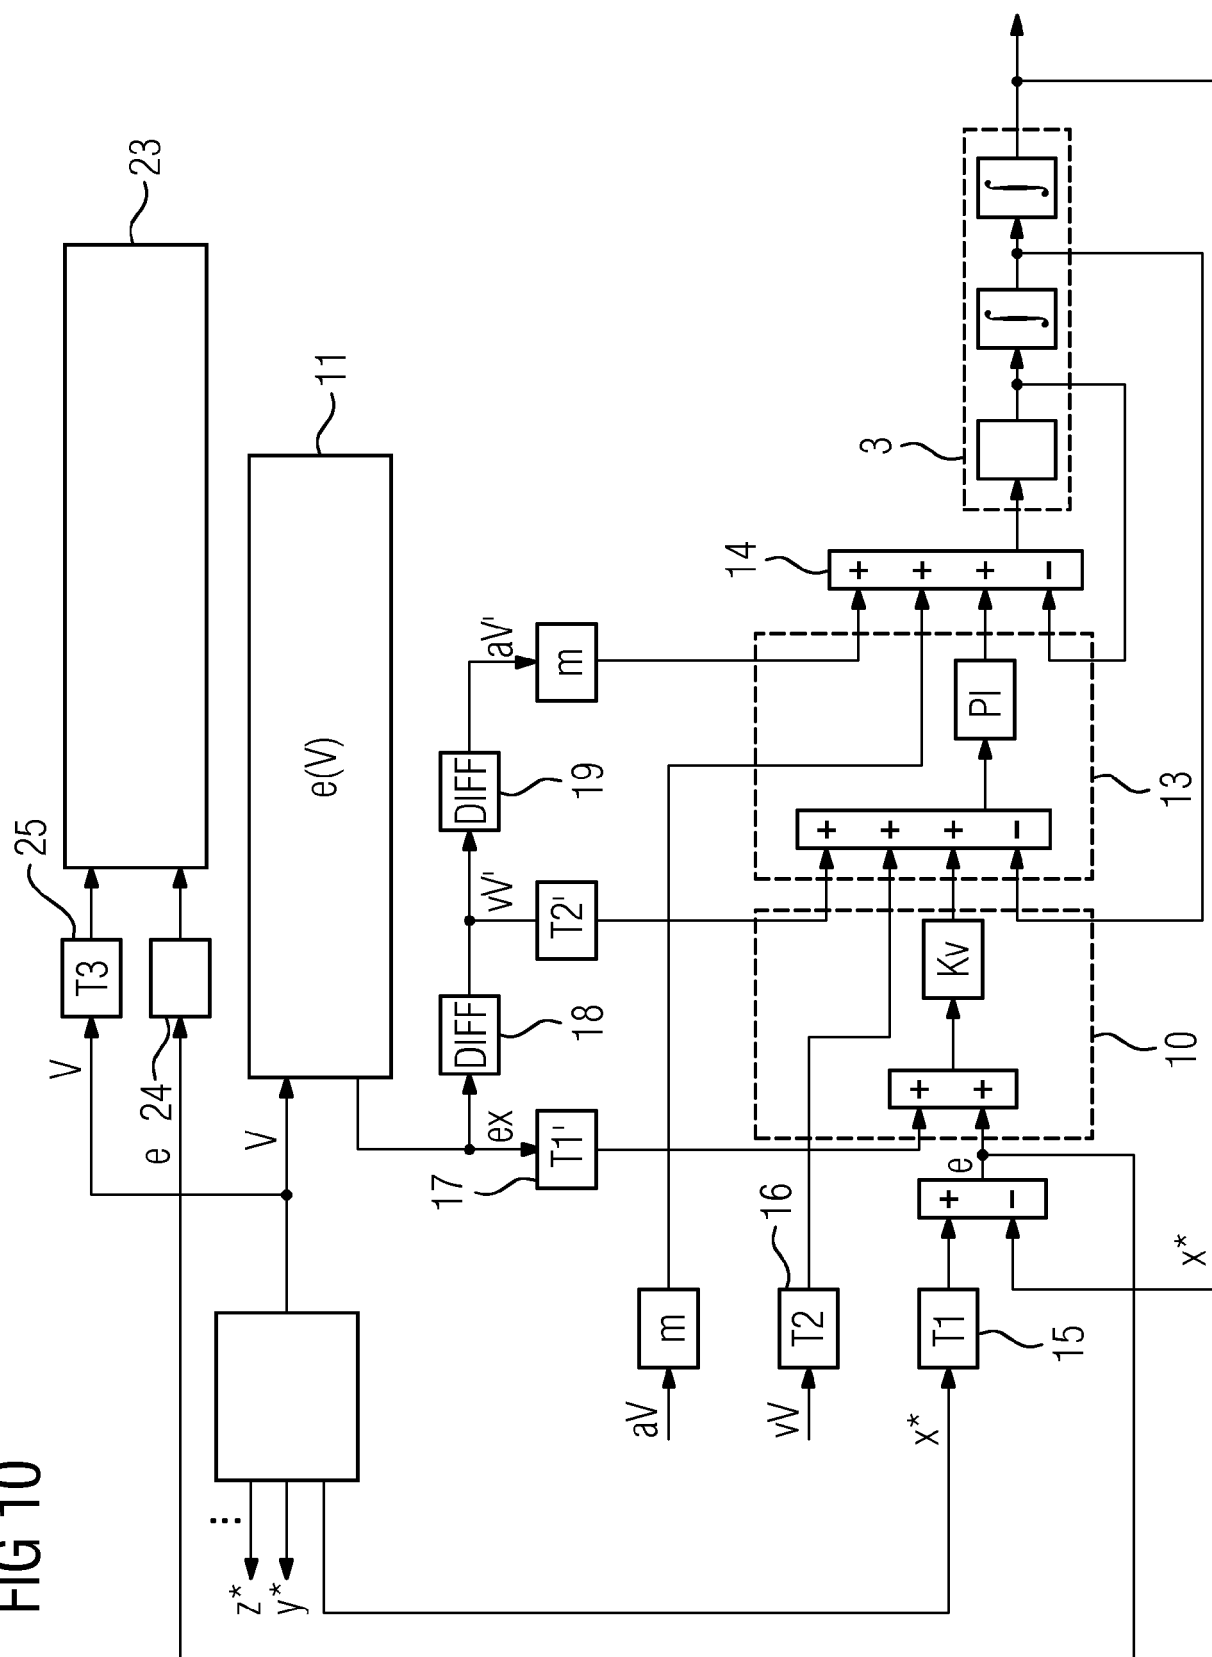 FIG 10
25
V
T3
23
e
24
⋮
z*
V
y*
e(V)
11
17
DIFF
DIFF
ex
vV'
aV'
T1'
T2'
m
18
19
aV
m
14
16
vV
T2
+
+
3
+
+
+
x*
T1
+
e
Kv
+
PI
+
∫
∫
+
−
−
−
15
10
13
x*